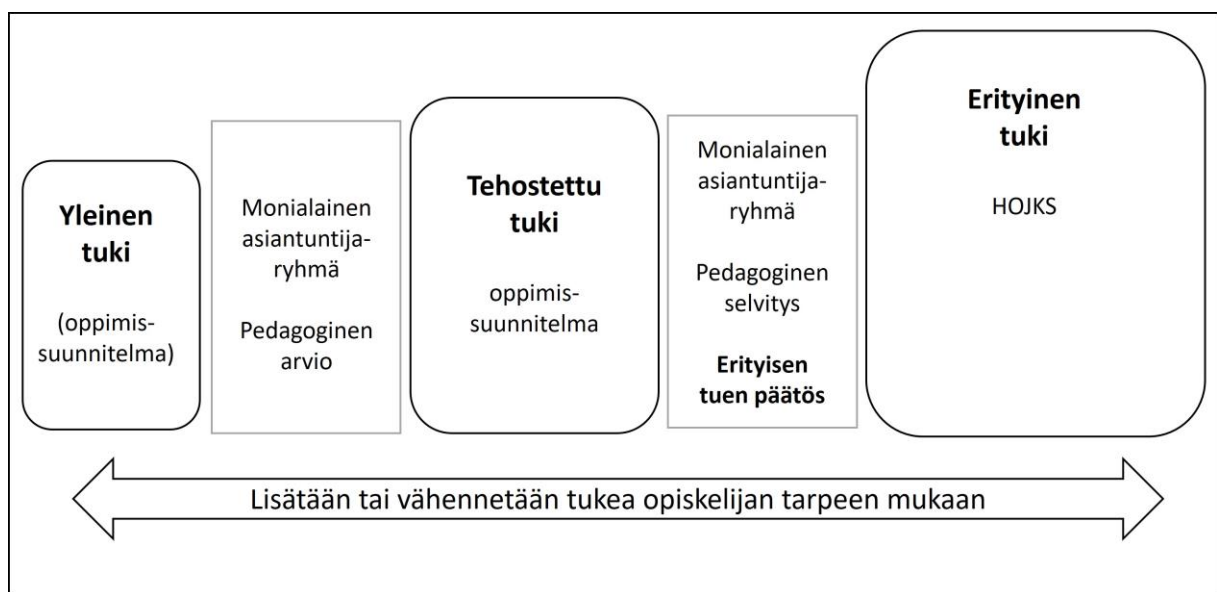 Yleinen
tuki
(oppimis-
suunnitelma)
Monialainen
asiantuntija-
ryhmä
Pedagoginen
arvio
Tehostettu
tuki
oppimis-
suunnitelma
Monialainen
asiantuntija-
ryhmä
Pedagoginen
selvitys
Erityisen
tuen päätös
Erityinen
tuki
HOJKS
Lisätään tai vähennetään tukea opiskelijan tarpeen mukaan